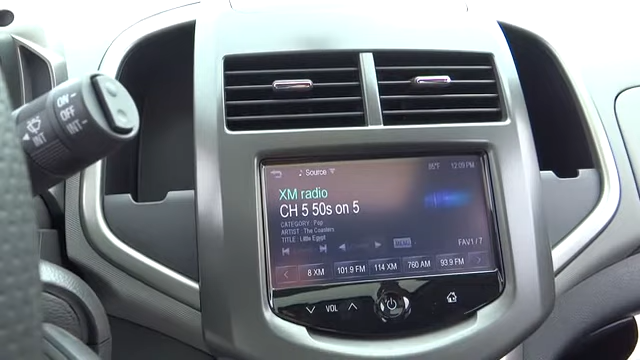 ON
OFF
INT
INT
Source
86°F
12:09 PM
XM radio
CH 5 50s on 5
CATEGORY : Pop
ARTIST : The Coasters
TITLE : Little Egypt
MENU
FAV1 / 7
8 XM
101.9 FM
114 XM
760 AM
93.9 FM
VOL